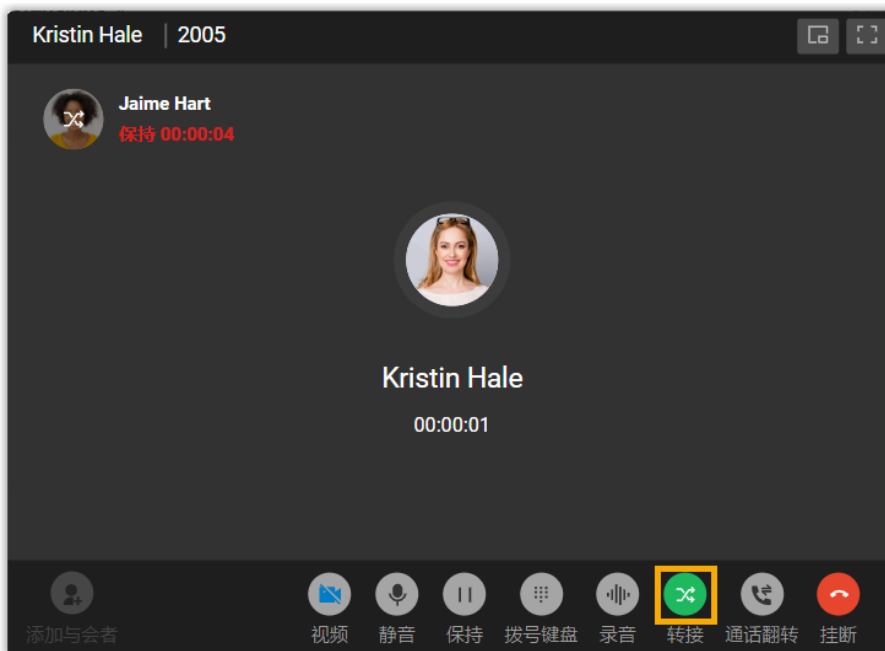 Kristin Hale | 2005
Jaime Hart
保持 00:00:04
Kristin Hale
00:00:01
添加与会者 视频 静音 保持 拨号键盘 录音 转接 通话翻转 挂断